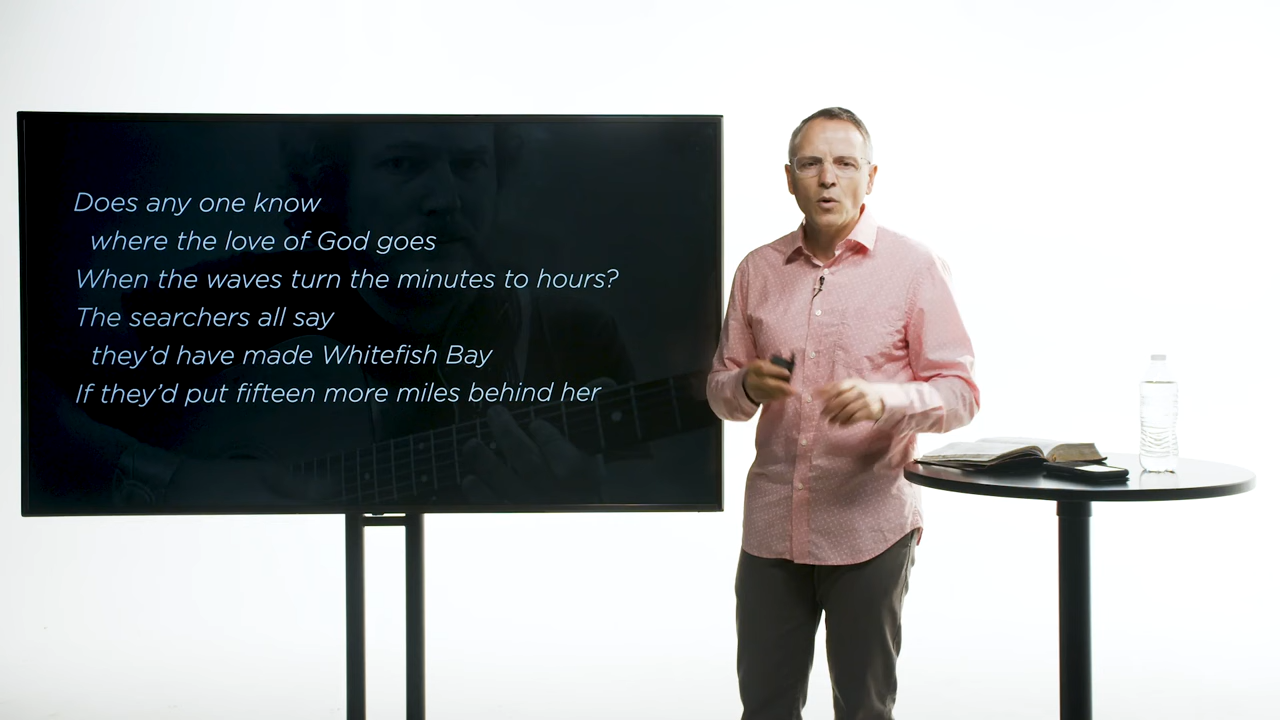 Does any one know
where the love of God goes
When the waves turn the minutes to hours?
The searchers all say
they’d have made Whitefish Bay
If they’d put fifteen more miles behind her